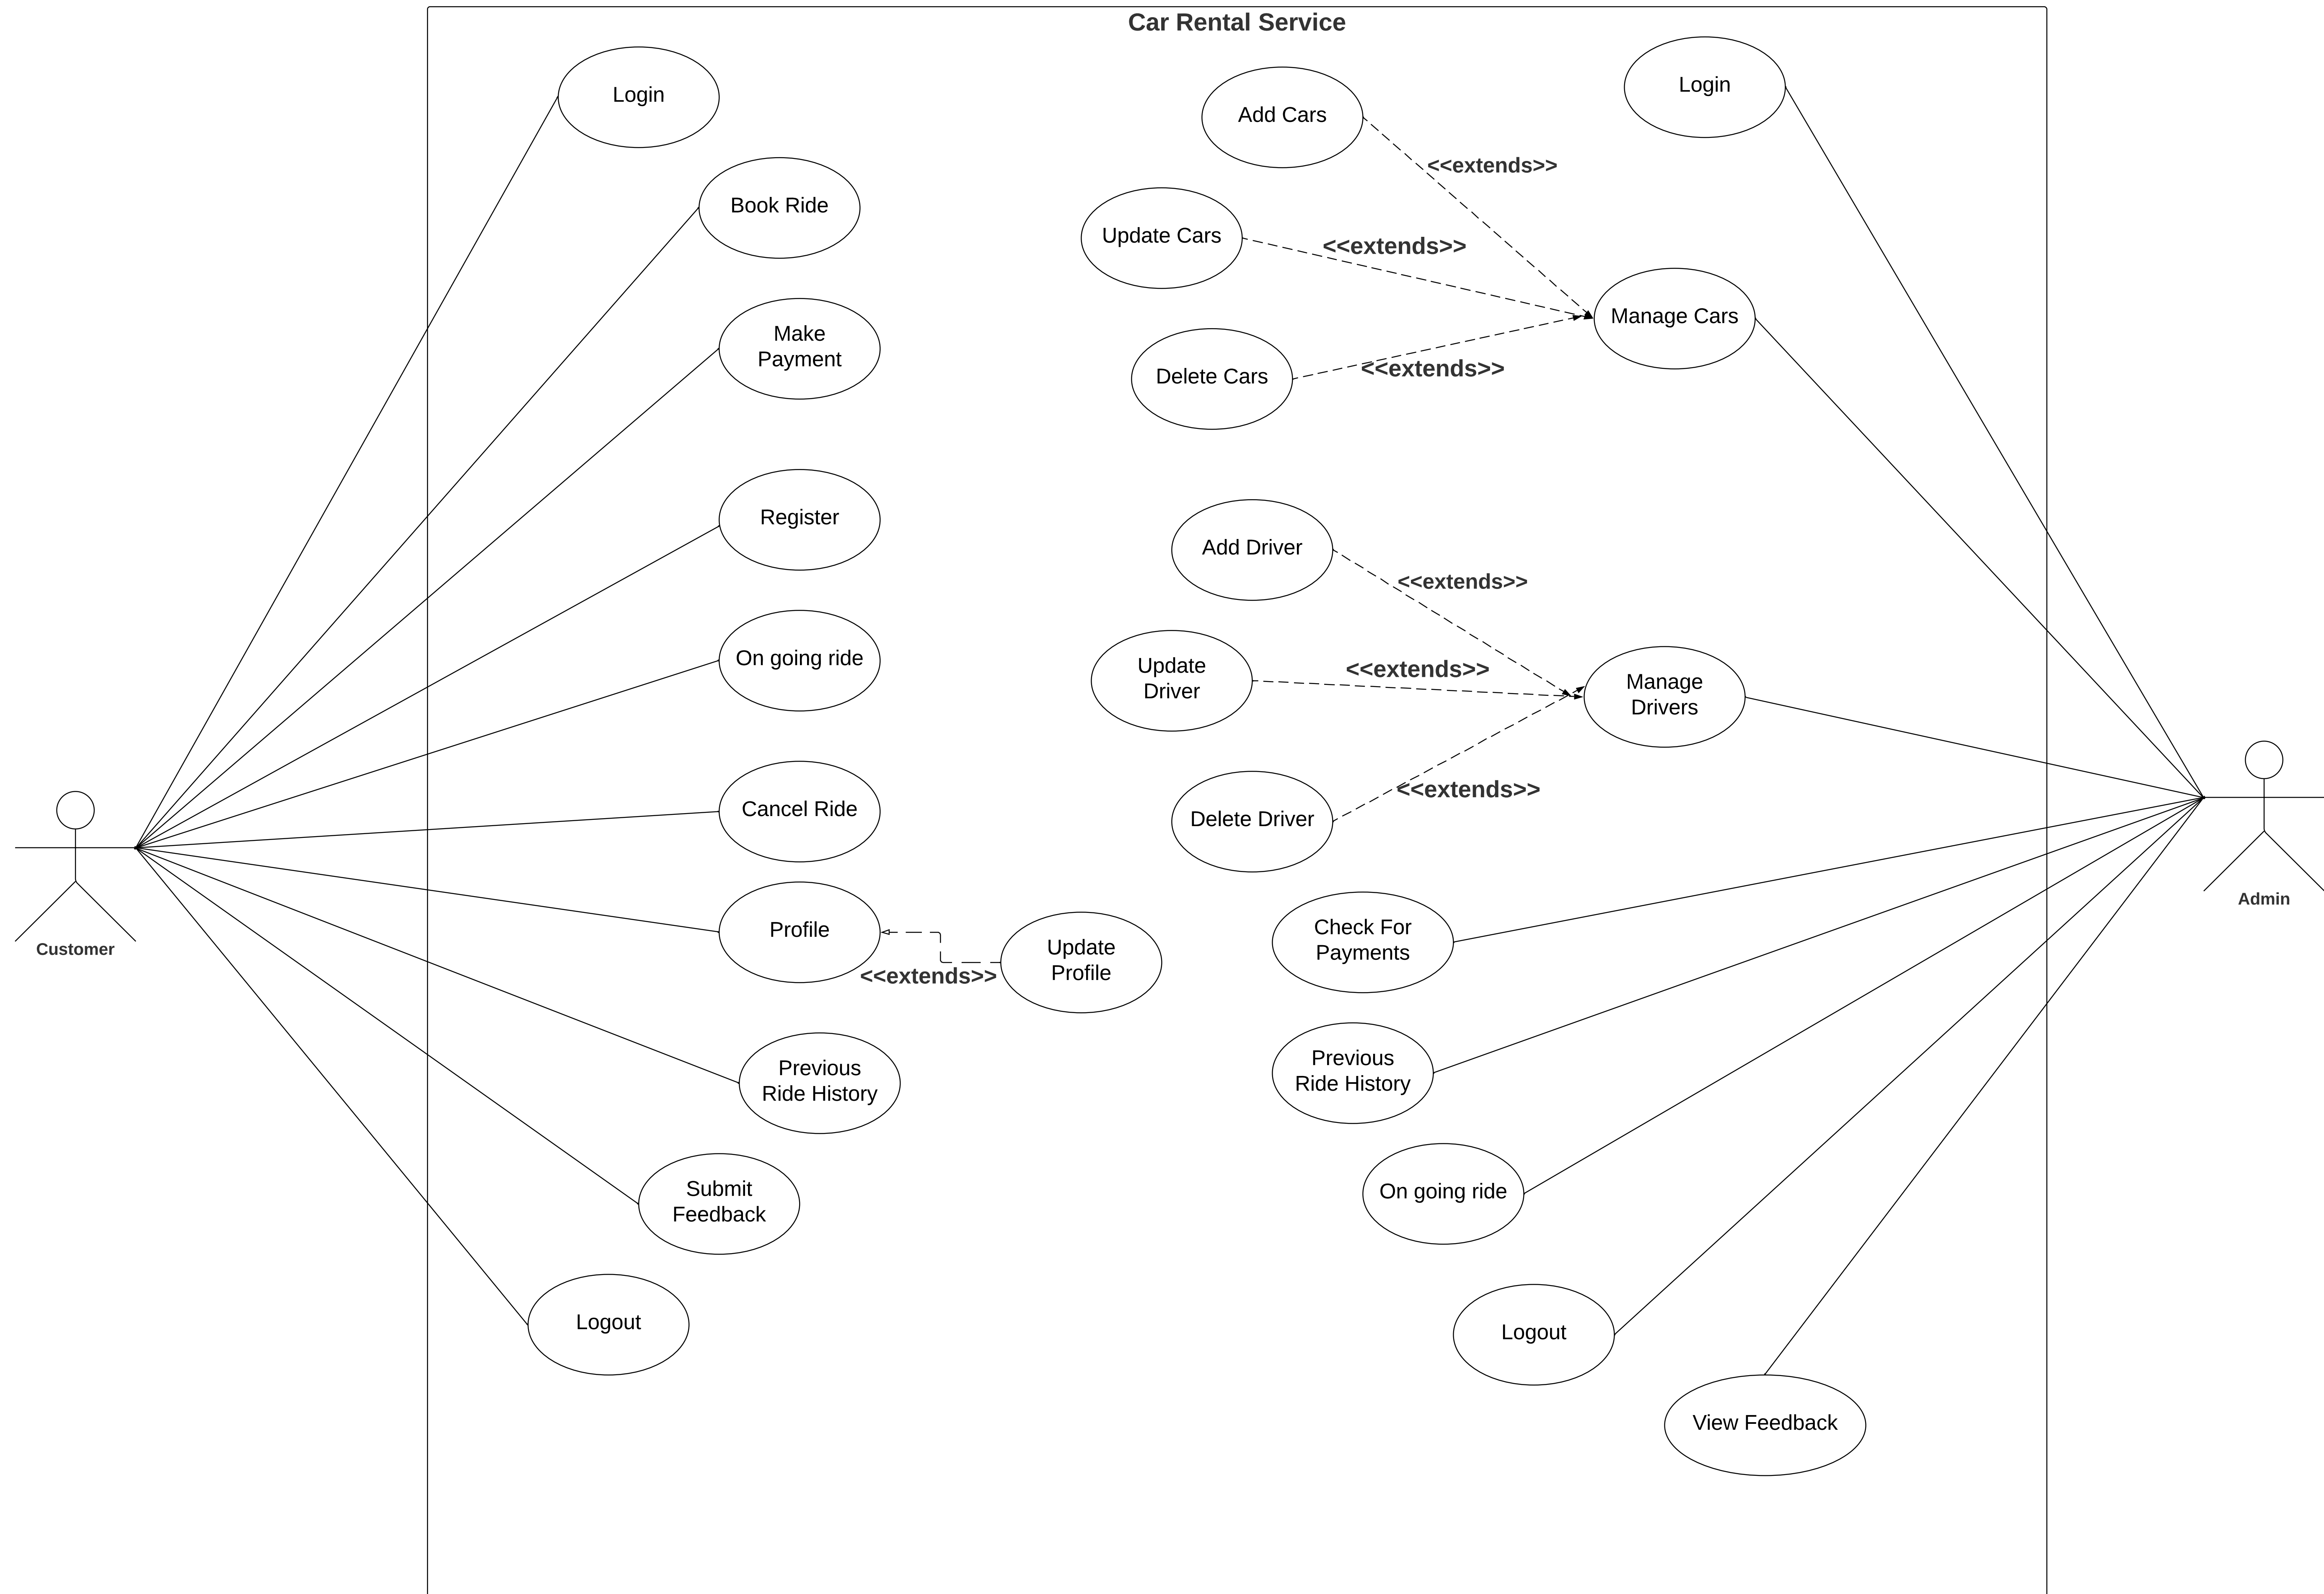 Car Rental Service
Login
Book Ride
Make
Payment
Register
On going ride
Cancel Ride
Profile
Update
Profile
<<extends>>
Previous
Ride History
Submit
Feedback
Logout
Customer
Add Cars
<<extends>>
Update Cars
<<extends>>
Delete Cars
<<extends>>
Manage Cars
Login
Add Driver
<<extends>>
Update
Driver
<<extends>>
Delete Driver
<<extends>>
Manage
Drivers
Check For
Payments
Previous
Ride History
On going ride
Logout
View Feedback
Admin